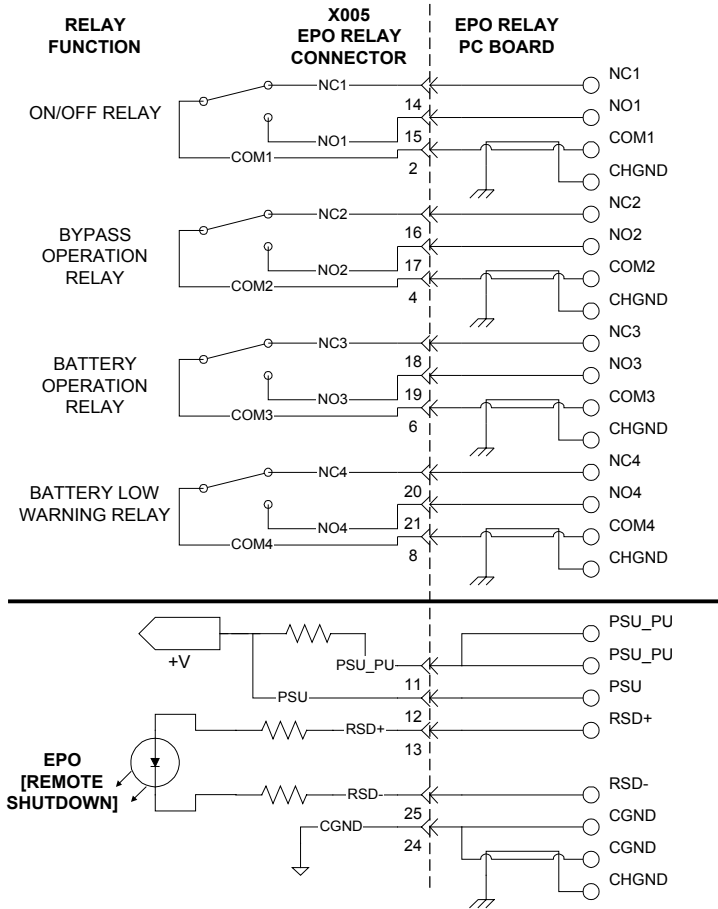 RELAY
FUNCTION
X005
EPO RELAY
CONNECTOR
EPO RELAY
PC BOARD
ON/OFF RELAY
NC1
14
NC1
NO1
15
NO1
COM1
2
COM1
CHGND
BYPASS
OPERATION
RELAY
NC2
16
NC2
NO2
17
NO2
COM2
4
COM2
CHGND
BATTERY
OPERATION
RELAY
NC3
18
NC3
NO3
19
NO3
COM3
6
COM3
CHGND
BATTERY LOW
WARNING RELAY
NC4
20
NC4
NO4
21
NO4
COM4
8
COM4
CHGND
+V
PSU_PU
11
PSU_PU
PSU_PU
PSU
12
PSU
RSD+
13
RSD+
EPO
[REMOTE
SHUTDOWN]
RSD-
25
RSD-
CGND
24
CGND
CGND
CHGND